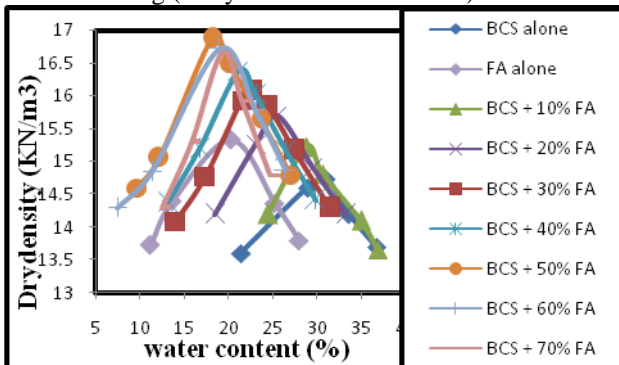 17
16.5
16
15.5
15
14.5
14
13.5
13
Drydensity (KN/m3)
5 10 15 20 25 30 35
water content (%)
BCS alone
FA alone
BCS + 10% FA
BCS + 20% FA
BCS + 30% FA
BCS + 40% FA
BCS + 50% FA
BCS + 60% FA
BCS + 70% FA